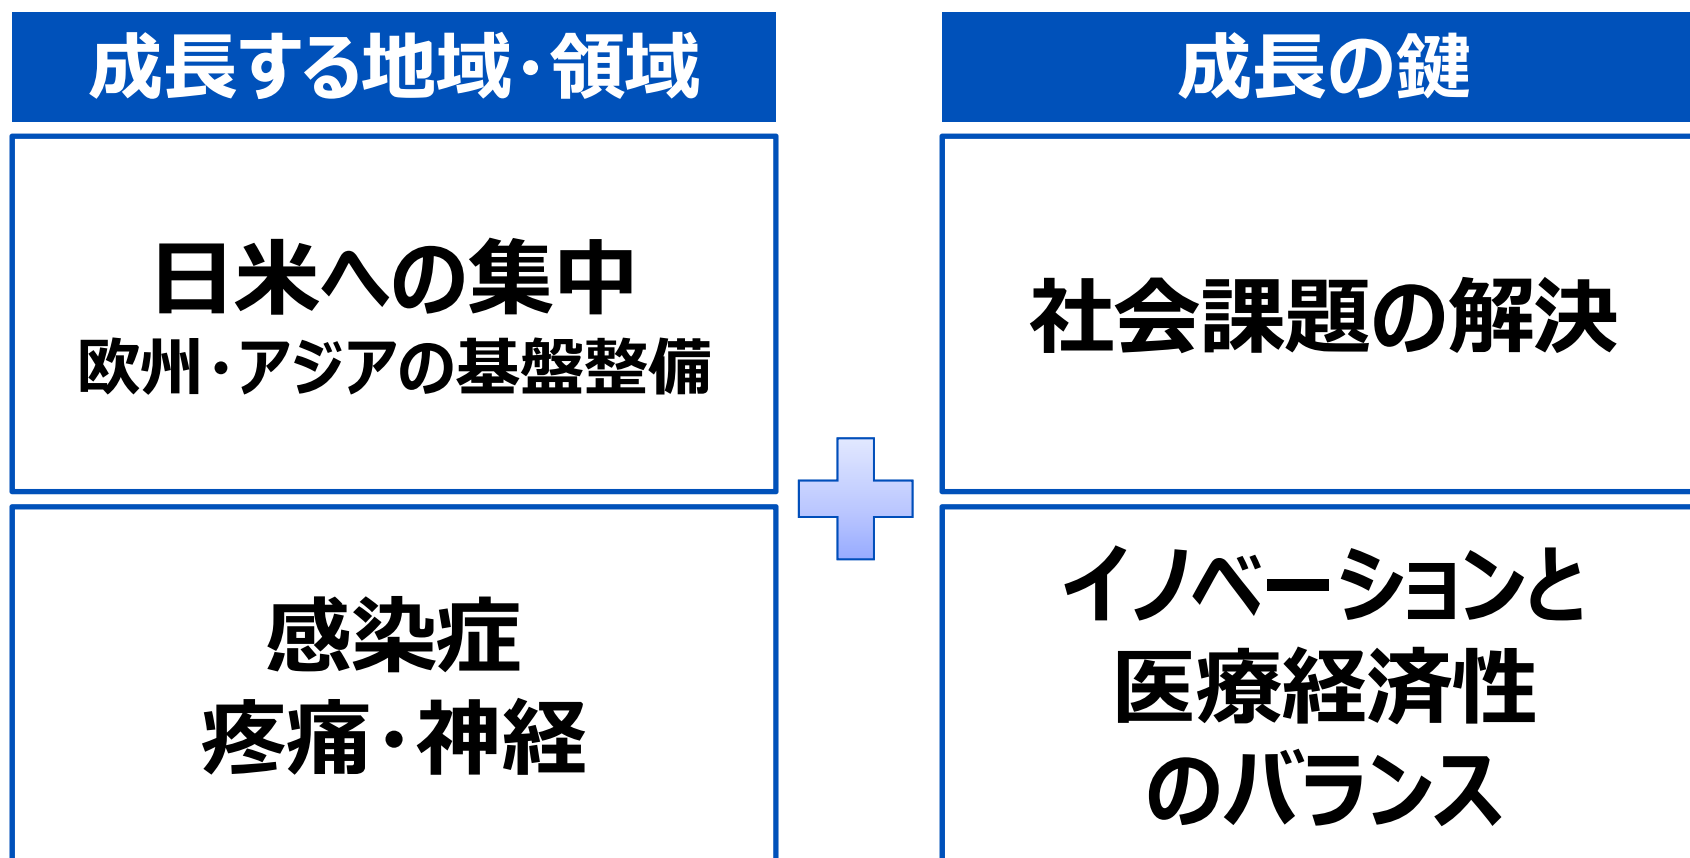 成長する地域・領域
日米への集中
欧州・アジアの基盤整備
感染症
疼痛・神経
成長の鍵
社会課題の解決
イノベーションと
医療経済性
のバランス